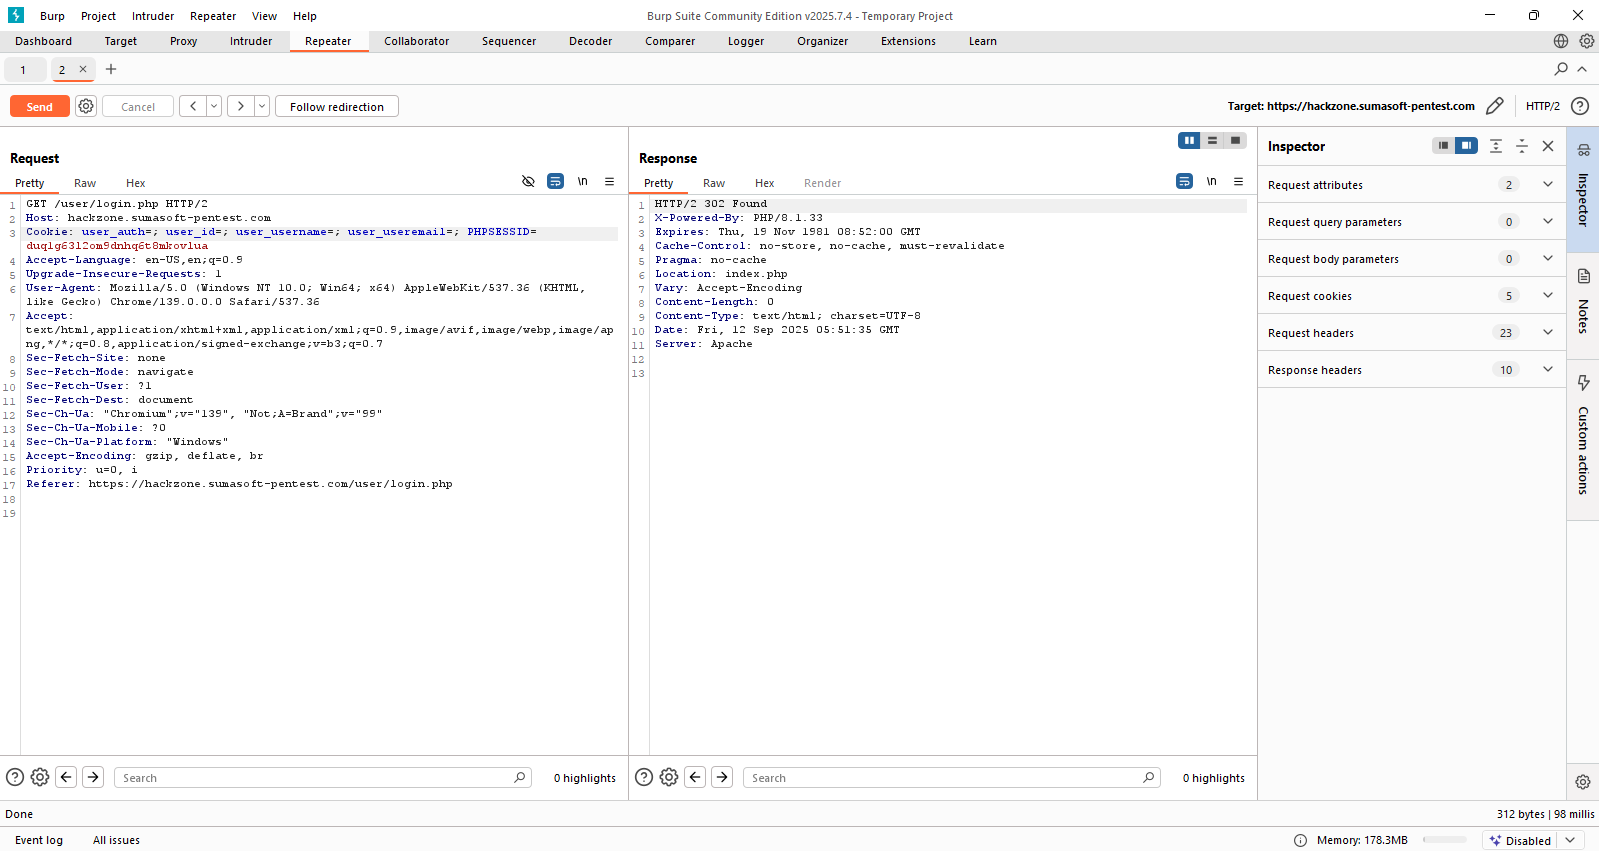 Burp Project Intruder Repeater View Help Burp Suite Community Edition v2025.7.4 - Temporary Project
Dashboard Target Proxy Intruder Repeater Collaborator Sequencer Decoder Comparer Logger Organizer Extensions Learn
1 2 × +
Send Cancel < > Follow redirection Target: https://hackzone.sumasoft-pentest.com HTTP/2 ?
Request
Pretty Raw Hex \n
1 GET /user/login.php HTTP/2
2 Host: hackzone.sumasoft-pentest.com
3 Cookie: user_auth=; user_id=; user_username=; user_useremail=; PHPSESSID=
duqlg63l2om9dnhq6t8mkovlua
4 Accept-Language: en-US,en;q=0.9
5 Upgrade-Insecure-Requests: 1
6 User-Agent: Mozilla/5.0 (Windows NT 10.0; Win64; x64) AppleWebKit/537.36 (KHTML,
like Gecko) Chrome/139.0.0.0 Safari/537.36
7 Accept:
text/html,application/xhtml+xml,application/xml;q=0.9,image/avif,image/webp,image/ap
ng,*/*;q=0.8,application/signed-exchange;v=b3;q=0.7
8 Sec-Fetch-Site: none
9 Sec-Fetch-Mode: navigate
10 Sec-Fetch-User: ?1
11 Sec-Fetch-Dest: document
12 Sec-Ch-Ua: "Chromium";v="139", "Not;A=Brand";v="99"
13 Sec-Ch-Ua-Mobile: ?0
14 Sec-Ch-Ua-Platform: "Windows"
15 Accept-Encoding: gzip, deflate, br
16 Priority: u=0, i
17 Referer: https://hackzone.sumasoft-pentest.com/user/login.php
18
19
Response
Pretty Raw Hex Render \n
1 HTTP/2 302 Found
2 X-Powered-By: PHP/8.1.33
3 Expires: Thu, 19 Nov 1981 08:52:00 GMT
4 Cache-Control: no-store, no-cache, must-revalidate
5 Pragma: no-cache
6 Location: index.php
7 Vary: Accept-Encoding
8 Content-Length: 0
9 Content-Type: text/html; charset=UTF-8
10 Date: Fri, 12 Sep 2025 05:51:35 GMT
11 Server: Apache
12
13
Inspector
Request attributes 2
Request query parameters 0
Request body parameters 0
Request cookies 5
Request headers 23
Response headers 10
Inspector
Notes
Custom actions
? Search 0 highlights
? Search 0 highlights
Done 312 bytes | 98 millis
Event log All issues Memory: 178.3MB Disabled